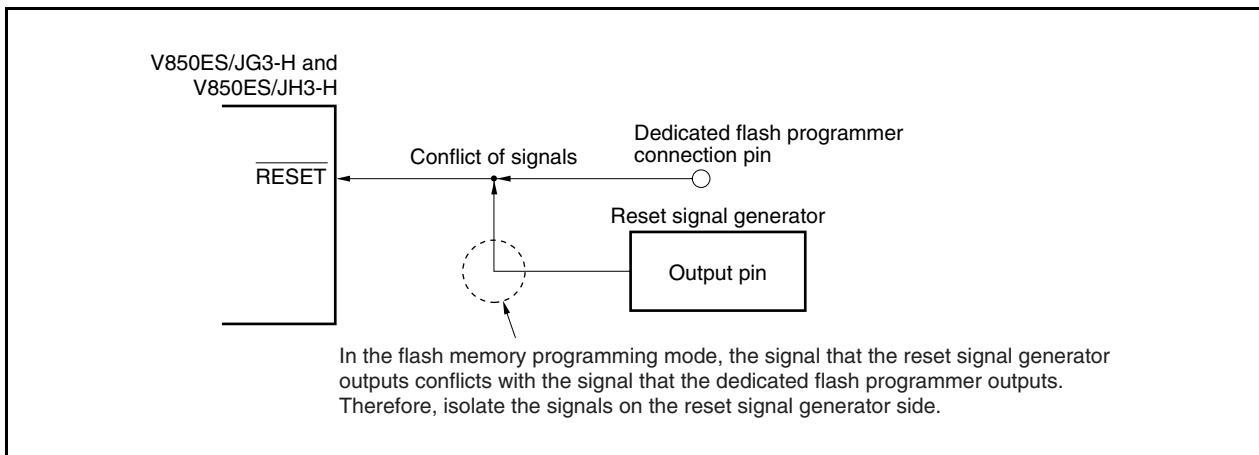 V850ES/JG3-H and
V850ES/JH3-H
RESET
Conflict of signals
Dedicated flash programmer
connection pin
Reset signal generator
Output pin
In the flash memory programming mode, the signal that the reset signal generator
outputs conflicts with the signal that the dedicated flash programmer outputs.
Therefore, isolate the signals on the reset signal generator side.